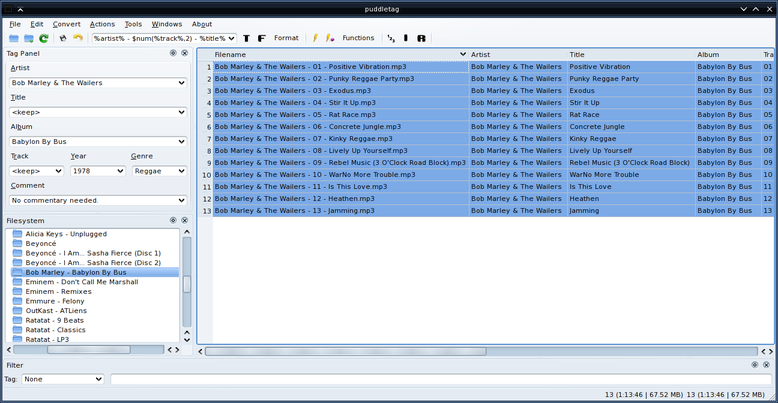 puddletag
File Edit Convert Actions Tools Windows About
%artist% - $num(%track%,2) - %title% T F Format Functions
Tag Panel
Artist
Bob Marley & The Wailers
Title
<keep>
Album
Babylon By Bus
Track Year Genre
<keep> 1978 Reggae
Comment
No commentary needed.
Filesystem
Alicia Keys - Unplugged
Beyoncé
Beyoncé - I Am... Sasha Fierce (Disc 1)
Beyoncé - I Am... Sasha Fierce (Disc 2)
Bob Marley - Babylon By Bus
Eminem - Don't Call Me Marshall
Eminem - Remixes
Emmure - Felony
OutKast - ATLiens
Ratatat - 9 Beats
Ratatat - Classics
Ratatat - LP3
Filename Artist Title Album Tra
1 Bob Marley & The Wailers - 01 - Positive Vibration.mp3 Bob Marley & The Wailers Positive Vibration Babylon By Bus 01
2 Bob Marley & The Wailers - 02 - Punky Reggae Party.mp3 Bob Marley & The Wailers Punky Reggae Party Babylon By Bus 02
3 Bob Marley & The Wailers - 03 - Exodus.mp3 Bob Marley & The Wailers Exodus Babylon By Bus 03
4 Bob Marley & The Wailers - 04 - Stir It Up.mp3 Bob Marley & The Wailers Stir It Up Babylon By Bus 04
5 Bob Marley & The Wailers - 05 - Rat Race.mp3 Bob Marley & The Wailers Rat Race Babylon By Bus 05
6 Bob Marley & The Wailers - 06 - Concrete Jungle.mp3 Bob Marley & The Wailers Concrete Jungle Babylon By Bus 06
7 Bob Marley & The Wailers - 07 - Kinky Reggae.mp3 Bob Marley & The Wailers Kinky Reggae Babylon By Bus 07
8 Bob Marley & The Wailers - 08 - Lively Up Yourself.mp3 Bob Marley & The Wailers Lively Up Yourself Babylon By Bus 08
9 Bob Marley & The Wailers - 09 - Rebel Music (3 O'Clock Road Block).mp3 Bob Marley & The Wailers Rebel Music (3 O'Clock Road Block) Babylon By Bus 09
10 Bob Marley & The Wailers - 10 - WarNo More Trouble.mp3 Bob Marley & The Wailers WarNo More Trouble Babylon By Bus 10
11 Bob Marley & The Wailers - 11 - Is This Love.mp3 Bob Marley & The Wailers Is This Love Babylon By Bus 11
12 Bob Marley & The Wailers - 12 - Heathen.mp3 Bob Marley & The Wailers Heathen Babylon By Bus 12
13 Bob Marley & The Wailers - 13 - Jamming.mp3 Bob Marley & The Wailers Jamming Babylon By Bus 13
Filter
Tag: None
13 (1:13:46 | 67.52 MB) 13 (1:13:46 | 67.52 MB)